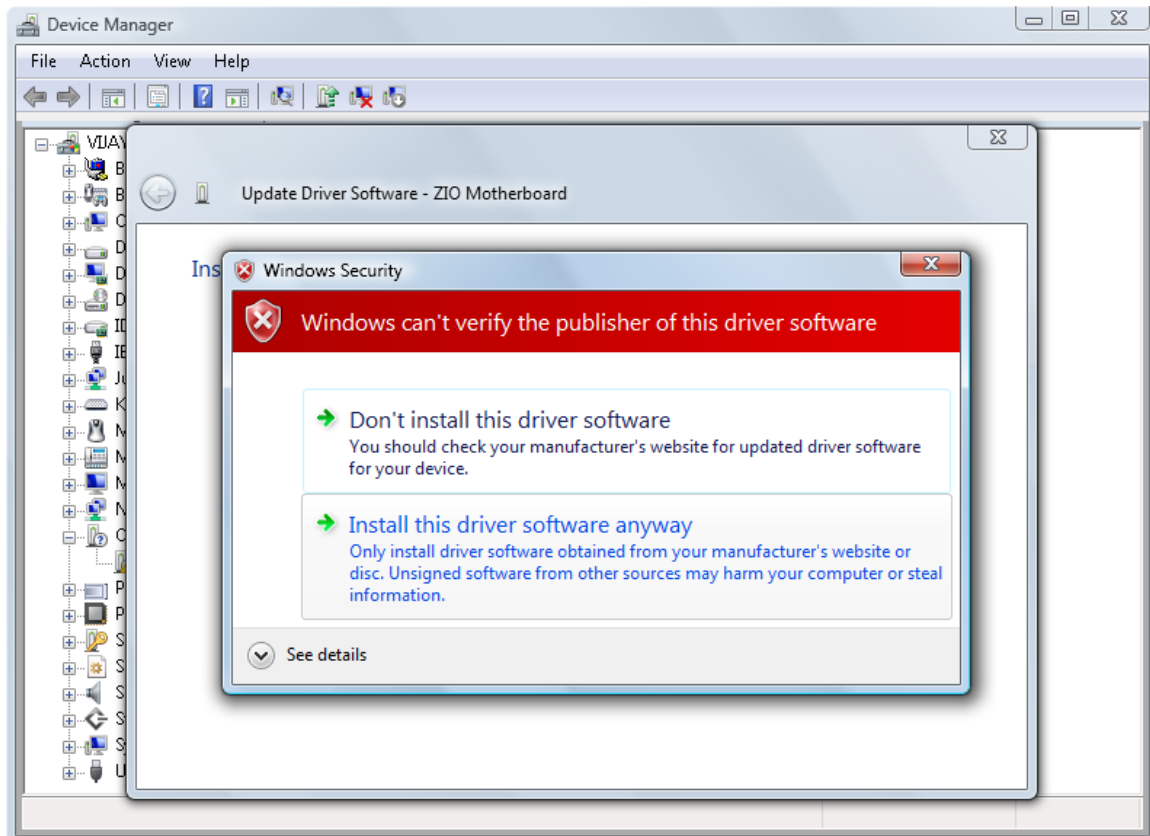 Device Manager
File Action View Help
VIJAY
Update Driver Software - ZIO Motherboard
Ins
Windows Security
Windows can't verify the publisher of this driver software
Don't install this driver software
You should check your manufacturer's website for updated driver software
for your device.
Install this driver software anyway
Only install driver software obtained from your manufacturer's website or
disc. Unsigned software from other sources may harm your computer or steal
information.
See details